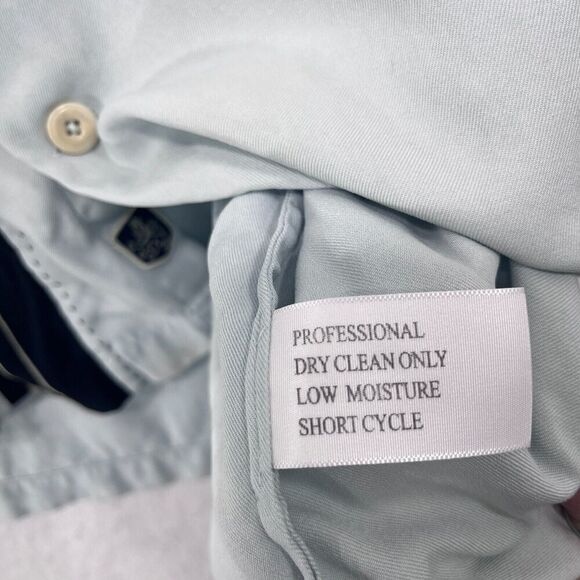 PROFESSIONAL
DRY CLEAN ONLY
LOW MOISTURE
SHORT CYCLE